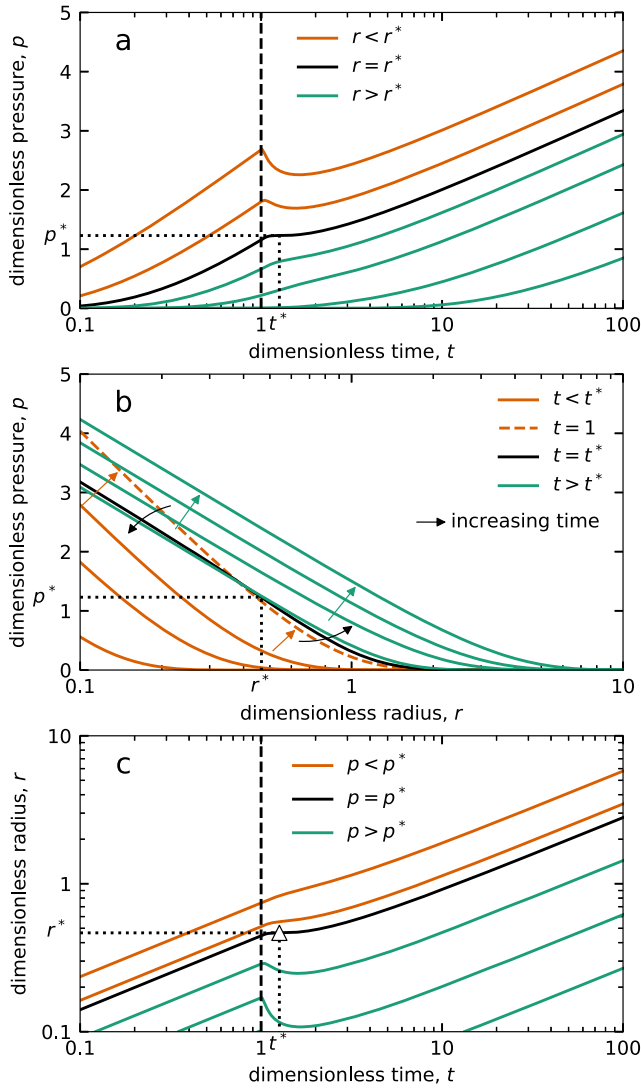 a
r < r*
r = r*
r > r*
dimensionless pressure, p
5
4
3
2
p*
1
0
0.1
1
t*
10
100
dimensionless time, t
b
t < t*
t = 1
t = t*
t > t*
increasing time
dimensionless pressure, p
5
4
3
2
p*
1
0
0.1
r*
1
10
dimensionless radius, r
c
p < p*
p = p*
p > p*
dimensionless radius, r
10
1
r*
0.1
0.1
1
t*
10
100
dimensionless time, t